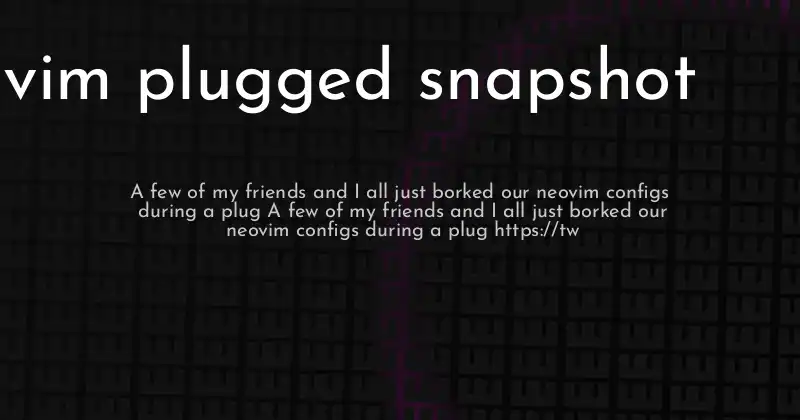 vim plugged snapshot
A few of my friends and I all just borked our neovim configs
during a plug A few of my friends and I all just borked our
neovim configs during a plug https://tw